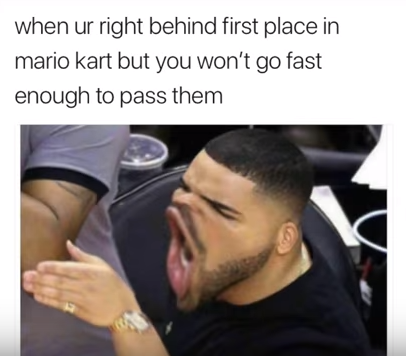 when ur right behind first place in
mario kart but you won't go fast
enough to pass them